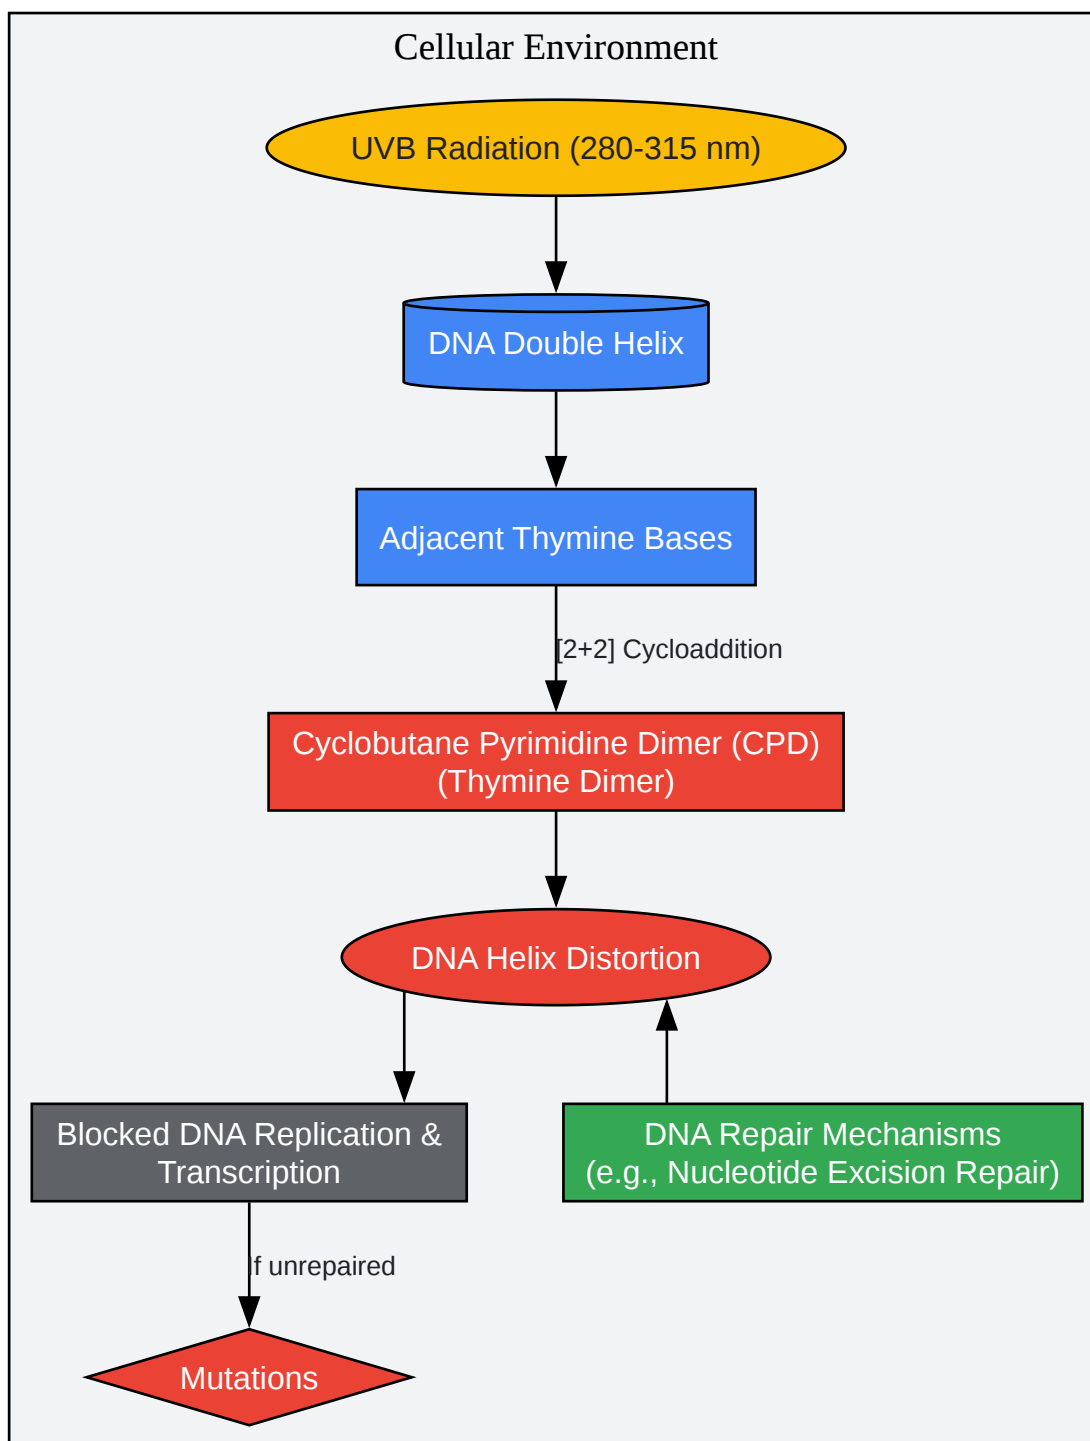 Cellular Environment
UVB Radiation (280-315 nm)
DNA Double Helix
Adjacent Thymine Bases
[2+2] Cycloaddition
Cyclobutane Pyrimidine Dimer (CPD)
(Thymine Dimer)
DNA Helix Distortion
Blocked DNA Replication &
Transcription
DNA Repair Mechanisms
(e.g., Nucleotide Excision Repair)
If unrepaired
Mutations